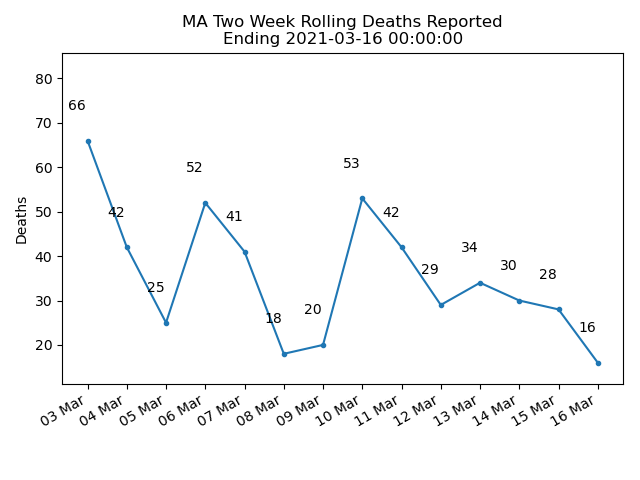 MA Two Week Rolling Deaths Reported
Ending 2021-03-16 00:00:00
Deaths
80
70
60
50
40
30
20
66
42
25
52
41
18
20
53
42
29
34
30
28
16
03 Mar
04 Mar
05 Mar
06 Mar
07 Mar
08 Mar
09 Mar
10 Mar
11 Mar
12 Mar
13 Mar
14 Mar
15 Mar
16 Mar